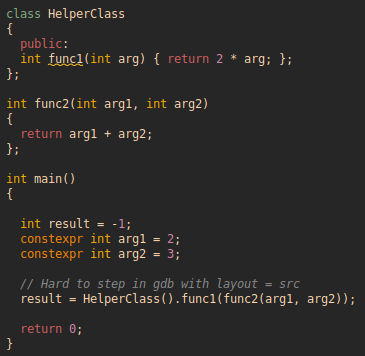 class HelperClass
{
  public:
  int func1(int arg) { return 2 * arg; };
};

int func2(int arg1, int arg2)
{
  return arg1 + arg2;
};

int main()
{

  int result = -1;
  constexpr int arg1 = 2;
  constexpr int arg2 = 3;

  // Hard to step in gdb with layout = src
  result = HelperClass().func1(func2(arg1, arg2));

  return 0;
}